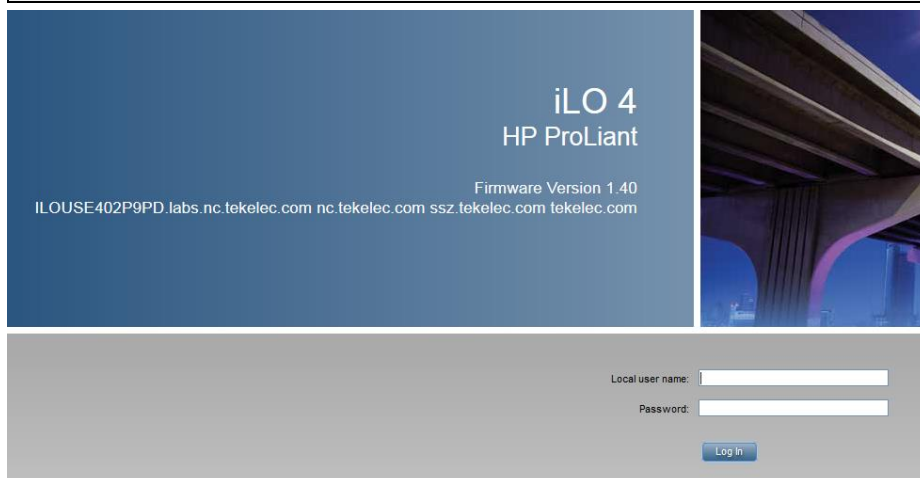 iLO 4
HP ProLiant
Firmware Version 1.40
ILOUSE402P9PD.labs.nc.tekelec.com nc.tekelec.com ssz.tekelec.com tekelec.com
Local user name:
Password:
Log In